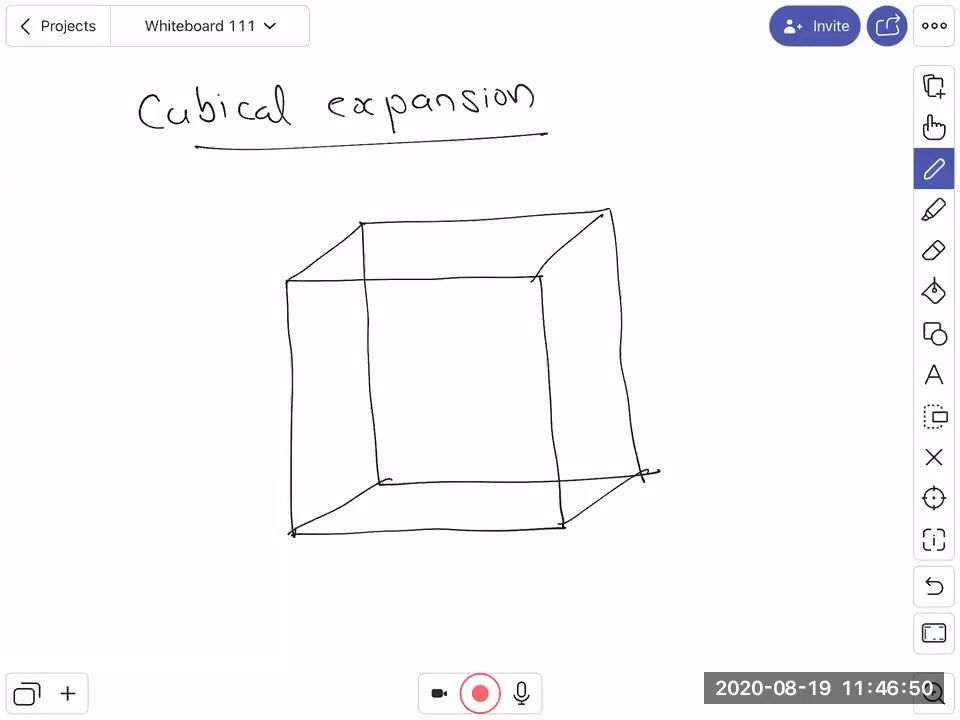 Projects
Whiteboard 111
Invite
Cubical expansion
2020-08-19 11:46:50